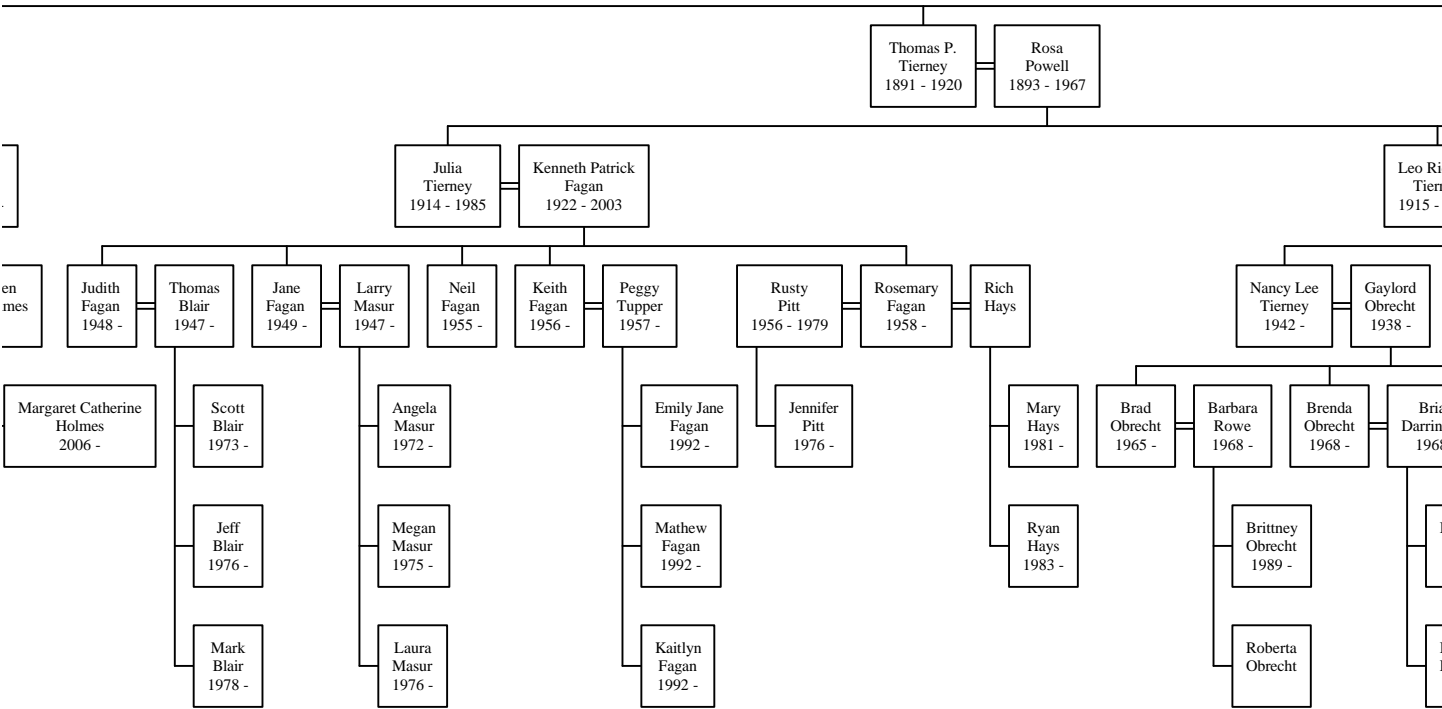 Thomas P.
Tierney
1891 - 1920
Rosa
Powell
1893 - 1967
Julia
Tierney
1914 - 1985
Kenneth Patrick
Fagan
1922 - 2003
Leo
1915 -
Judith
Fagan
1948 -
Thomas
Blair
1947 -
Jane
Fagan
1949 -
Larry
Masur
1947 -
Neil
Fagan
1955 -
Keith
Fagan
1956 -
Peggy
Tupper
1957 -
Rusty
Pitt
1956 - 1979
Rosemary
Fagan
1958 -
Rich
Hays
Nancy Lee
Tierney
1942 -
Gaylord
Obrecht
1938 -
Margaret Catherine
Holmes
2006 -
Scott
Blair
1973 -
Angela
Masur
1972 -
Emily Jane
Fagan
1992 -
Jennifer
Pitt
1976 -
Mary
Hays
1981 -
Brad
Obrecht
1965 -
Barbara
Rowe
1968 -
Brenda
Obrecht
1968 -
Jeff
Blair
1976 -
Megan
Masur
1975 -
Mathew
Fagan
1992 -
Ryan
Hays
1983 -
Brittney
Obrecht
1989 -
Mark
Blair
1978 -
Laura
Masur
1976 -
Kaitlyn
Fagan
1992 -
Roberta
Obrecht